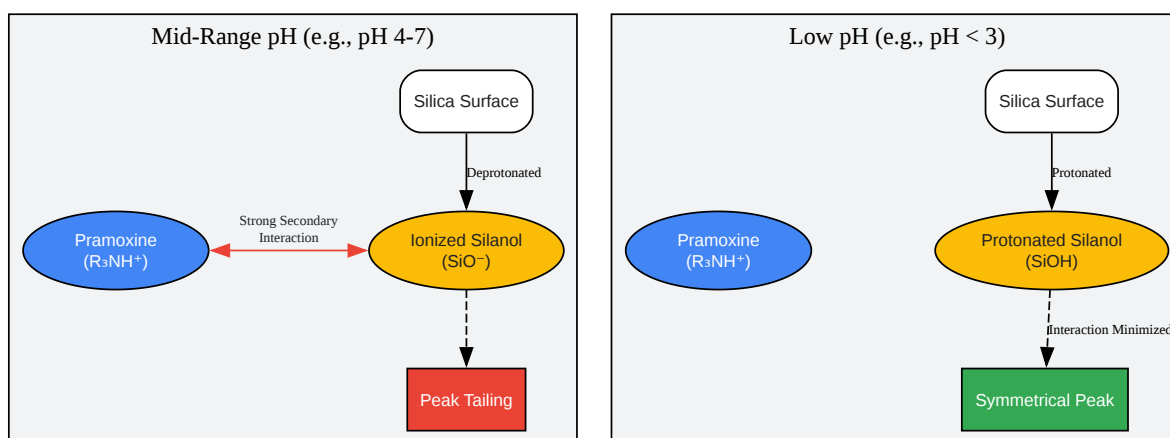 Mid-Range pH (e.g., pH 4-7)
Silica Surface
Deprotonated
Pramoxine
(R₃NH⁺)
Strong Secondary
Interaction
Ionized Silanol
(SiO⁻)
Peak Tailing
Low pH (e.g., pH < 3)
Silica Surface
Protonated
Pramoxine
(R₃NH⁺)
Protonated Silanol
(SiOH)
Interaction Minimized
Symmetrical Peak